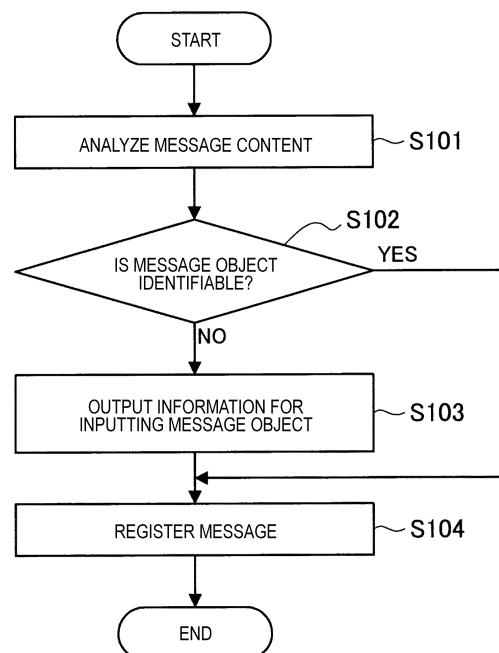 START
ANALYZE MESSAGE CONTENT
S101
S102
IS MESSAGE OBJECT
IDENTIFIABLE?
YES
NO
OUTPUT INFORMATION FOR
INPUTTING MESSAGE OBJECT
S103
REGISTER MESSAGE
S104
END